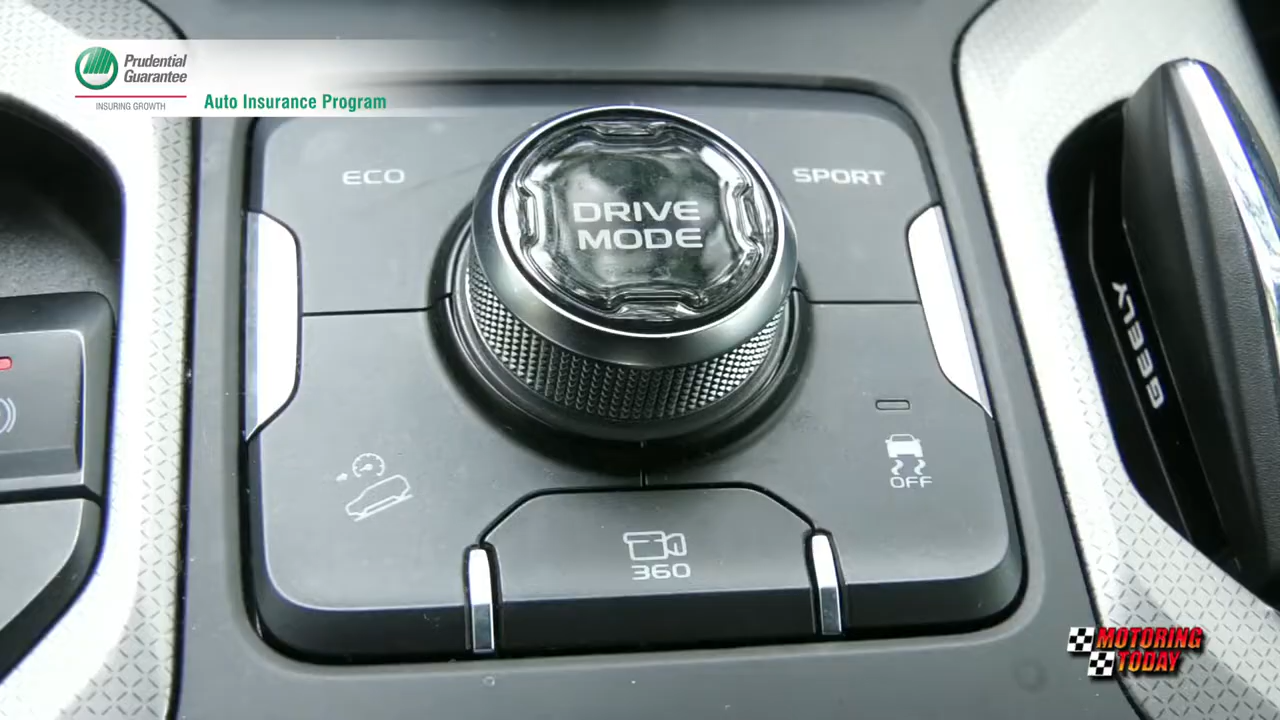 Prudential
Guarantee
INSURING GROWTH
Auto Insurance Program
ECO
SPORT
DRIVE
MODE
GEELY
OFF
360
MOTORING
TODAY